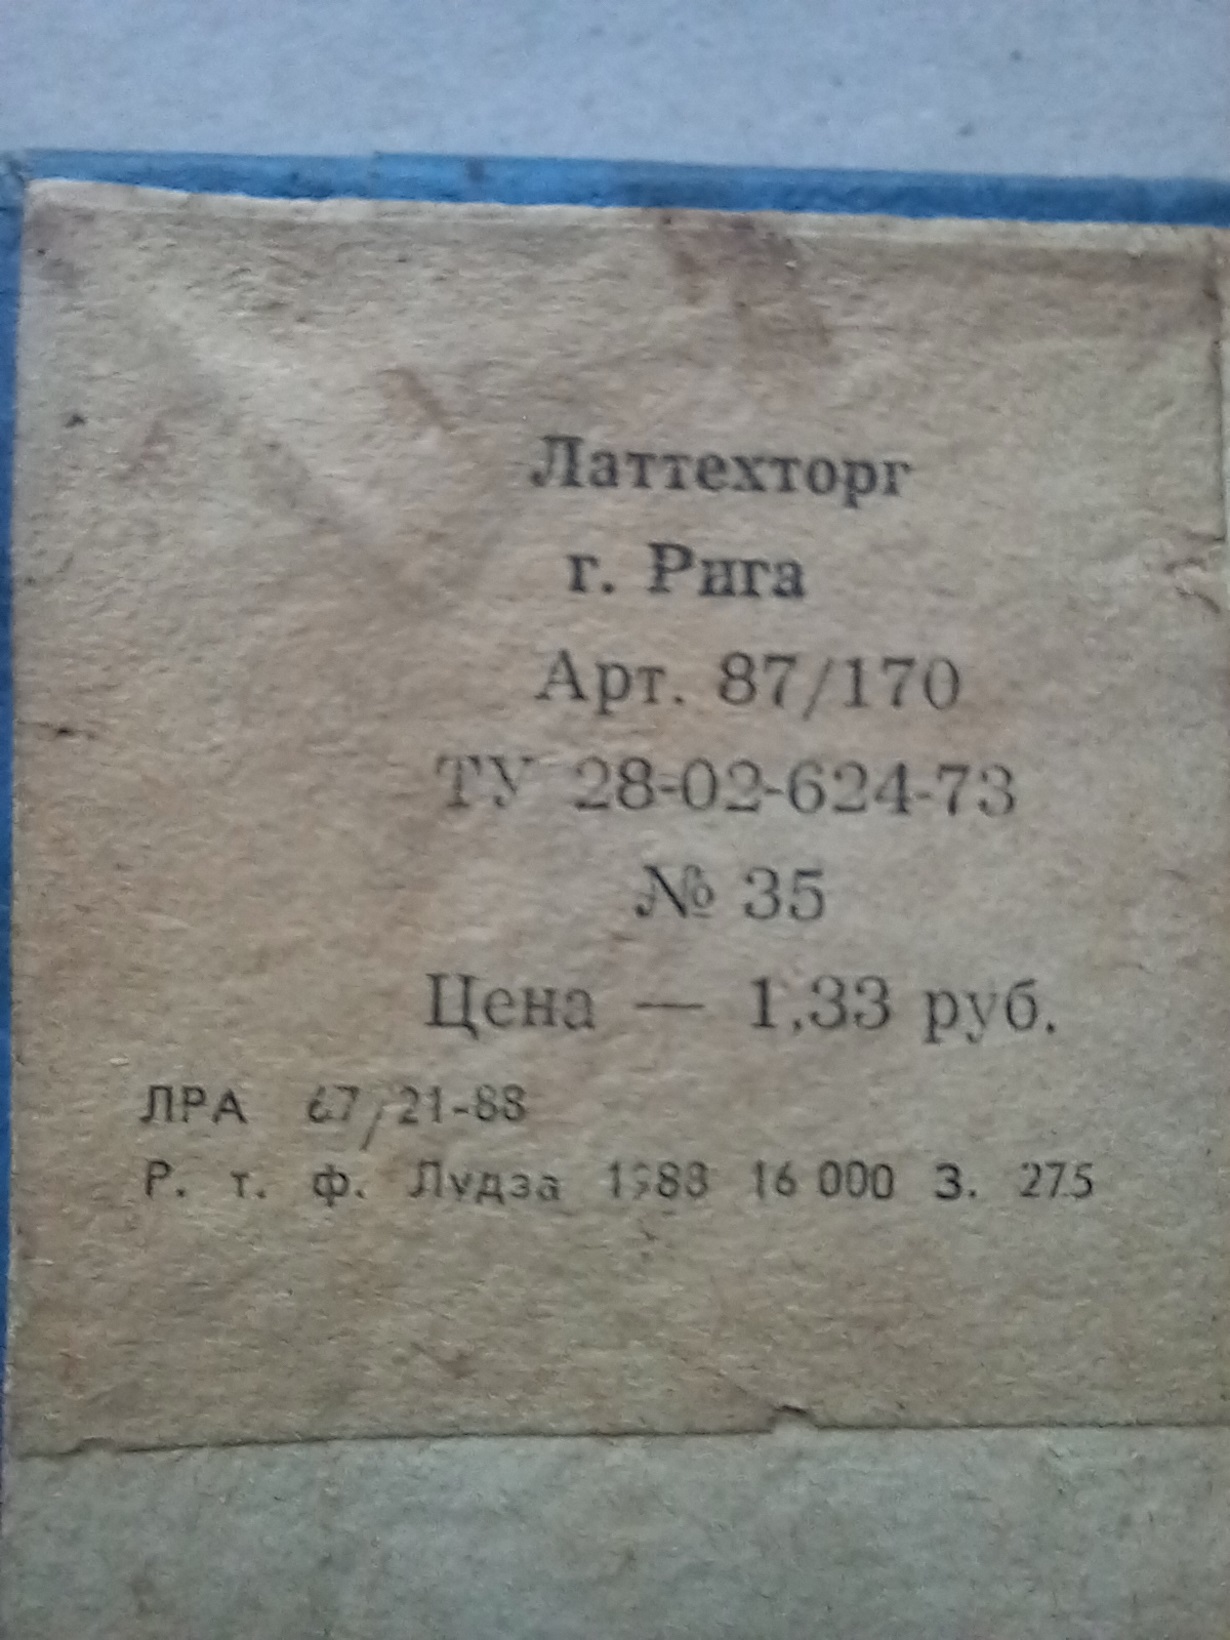 Латтехторг
г. Рига
Арт. 87/170
ТУ 28-02-624-73
№ 35
Цена — 1,33 руб.
ЛРА 67/21-88
Р. т. ф. Лудза 1988 16 000 З. 275